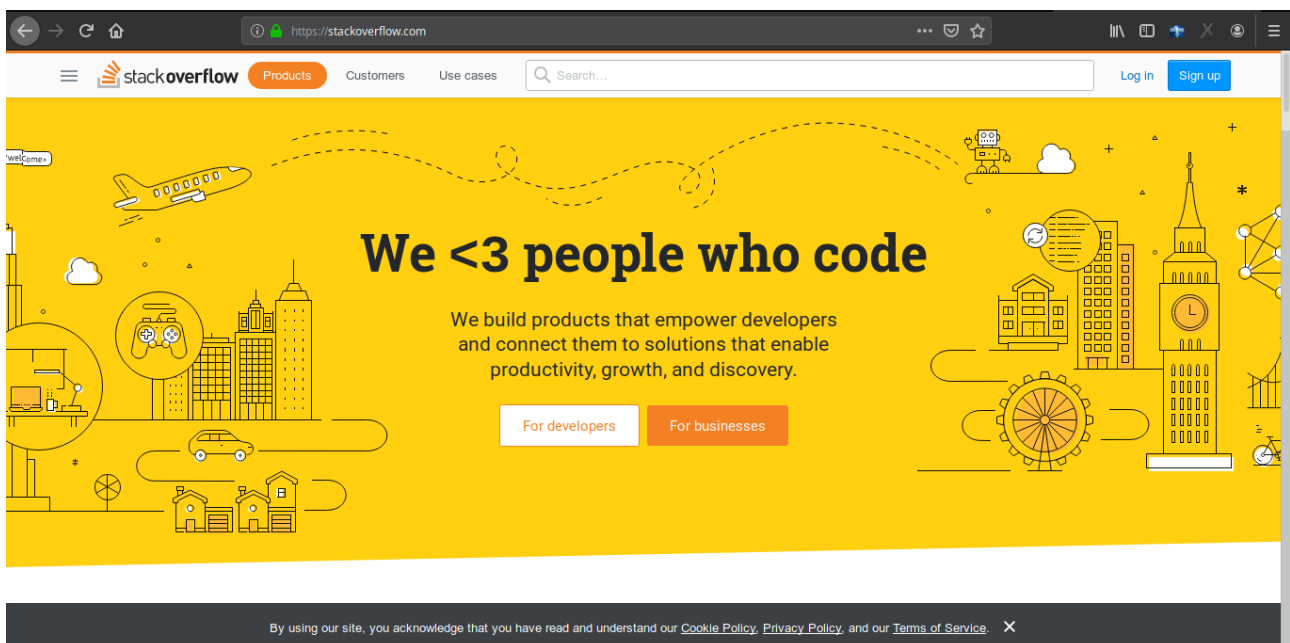 https://stackoverflow.com
stackoverflow Products Customers Use cases Search... Log in Sign up
welcome>
We <3 people who code
We build products that empower developers
and connect them to solutions that enable
productivity, growth, and discovery.
For developers For businesses
By using our site, you acknowledge that you have read and understand our Cookie Policy, Privacy Policy, and our Terms of Service.